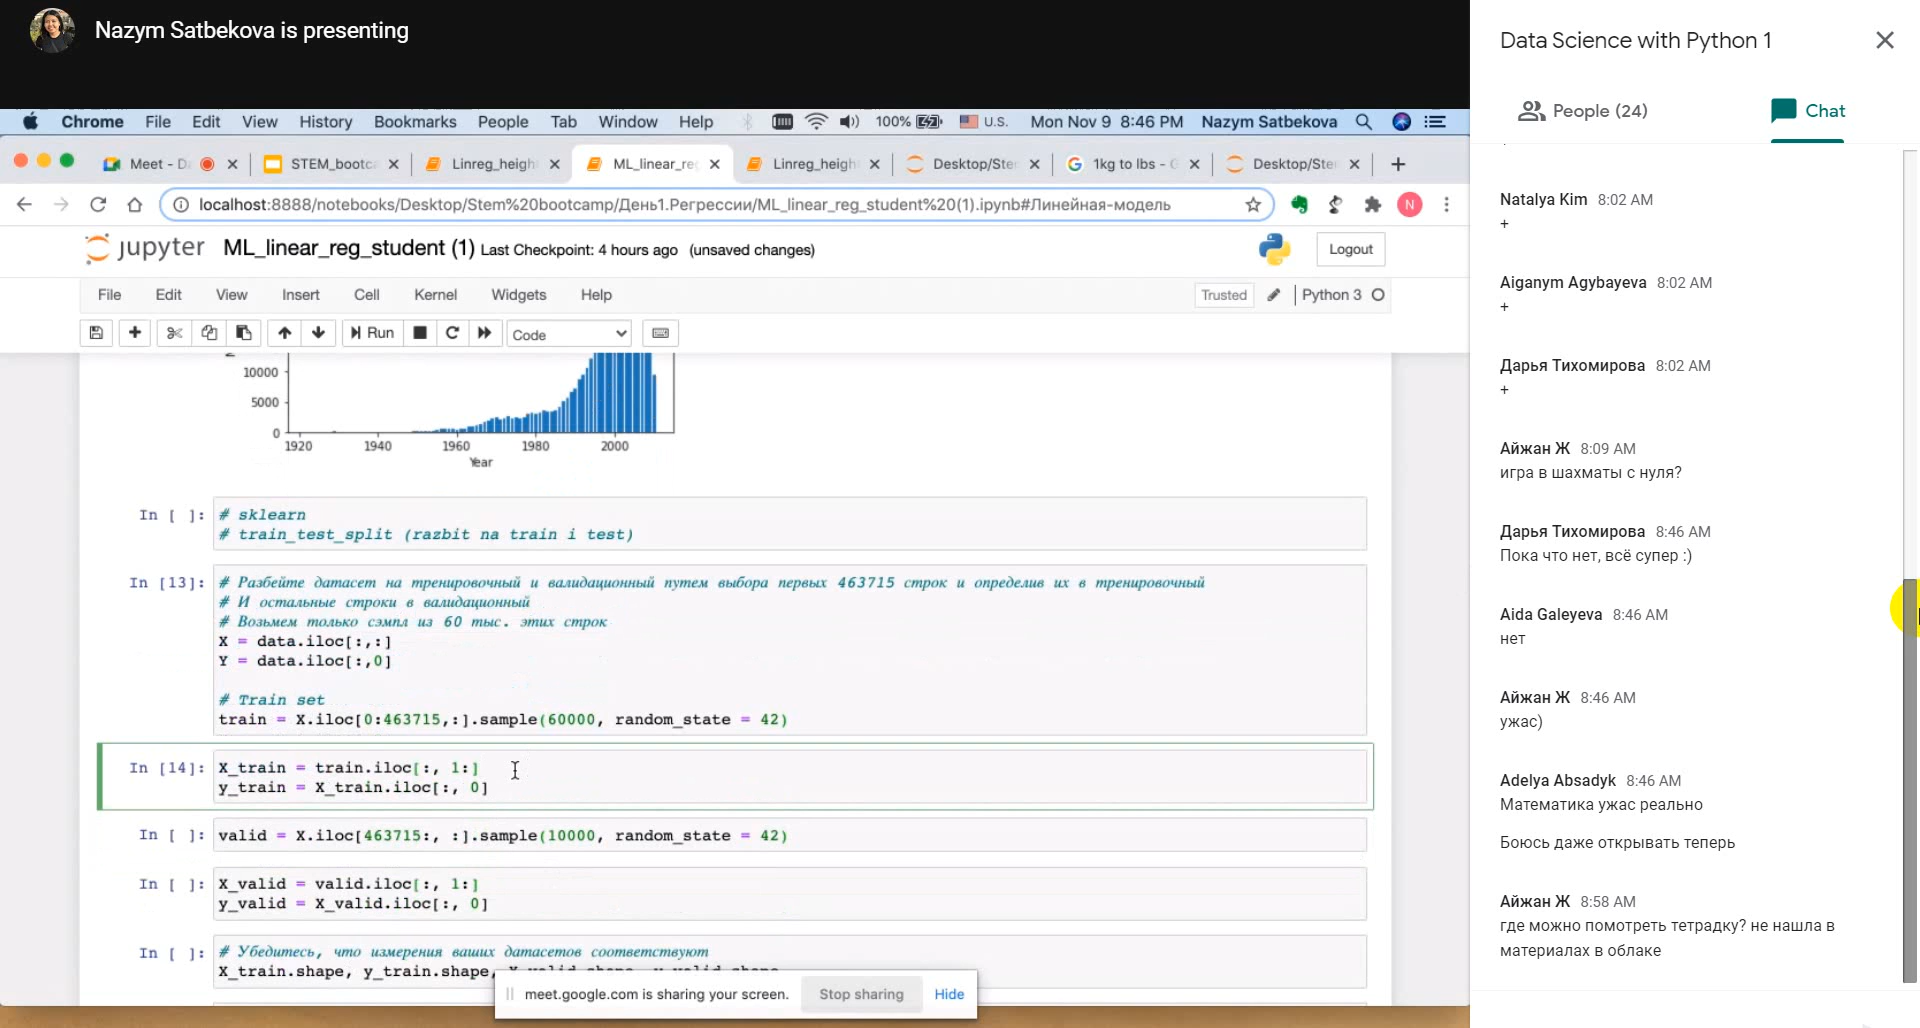 Nazym Satbekova is presenting
Chrome File Edit View History Bookmarks People Tab Window Help 100% U.S. Mon Nov 9 8:46 PM Nazym Satbekova
Meet - D STEM_bootca Linreg_heigh ML_linear_re Linreg_heigh Desktop/Ste 1kg to lbs - G Desktop/Ste
localhost:8888/notebooks/Desktop/Stem%20bootcamp/День1.Регрессии/ML_linear_reg_student%20(1).ipynb#Линейная-модель
N
jupyter ML_linear_reg_student (1) Last Checkpoint: 4 hours ago (unsaved changes)
Logout
File Edit View Insert Cell Kernel Widgets Help
Trusted Python 3
Run Code
10000
5000
0
1920 1940 1960 1980 2000
Year
In [ ]: # sklearn
# train_test_split (razbit na train i test)
In [13]: # Разбейте датасет на тренировочный и валидационный путем выбора первых 463715 строк и определив их в тренировочный
# И остальные строки в валидационный
# Возьмем только сэмпл из 60 тыс. этих строк
X = data.iloc[:,:]
Y = data.iloc[:,0]
# Train set
train = X.iloc[0:463715,:].sample(60000, random_state = 42)
In [14]: X_train = train.iloc[:, 1:]
y_train = X_train.iloc[:, 0]
In [ ]: valid = X.iloc[463715:, :].sample(10000, random_state = 42)
In [ ]: X_valid = valid.iloc[:, 1:]
y_valid = X_valid.iloc[:, 0]
In [ ]: # Убедитесь, что измерения ваших датасетов соответствуют
X_train.shape, y_train.shape,
meet.google.com is sharing your screen. Stop sharing Hide
Data Science with Python 1
People (24) Chat
Natalya Kim 8:02 AM
+
Aiganym Agybayeva 8:02 AM
+
Дарья Тихомирова 8:02 AM
+
Айжан Ж 8:09 AM
игра в шахматы с нуля?
Дарья Тихомирова 8:46 AM
Пока что нет, всё супер :)
Aida Galeyeva 8:46 AM
нет
Айжан Ж 8:46 AM
ужас)
Adelya Absadyk 8:46 AM
Математика ужас реально
Боюсь даже открывать теперь
Айжан Ж 8:58 AM
где можно помотреть тетрадку? не нашла в
материалах в облаке